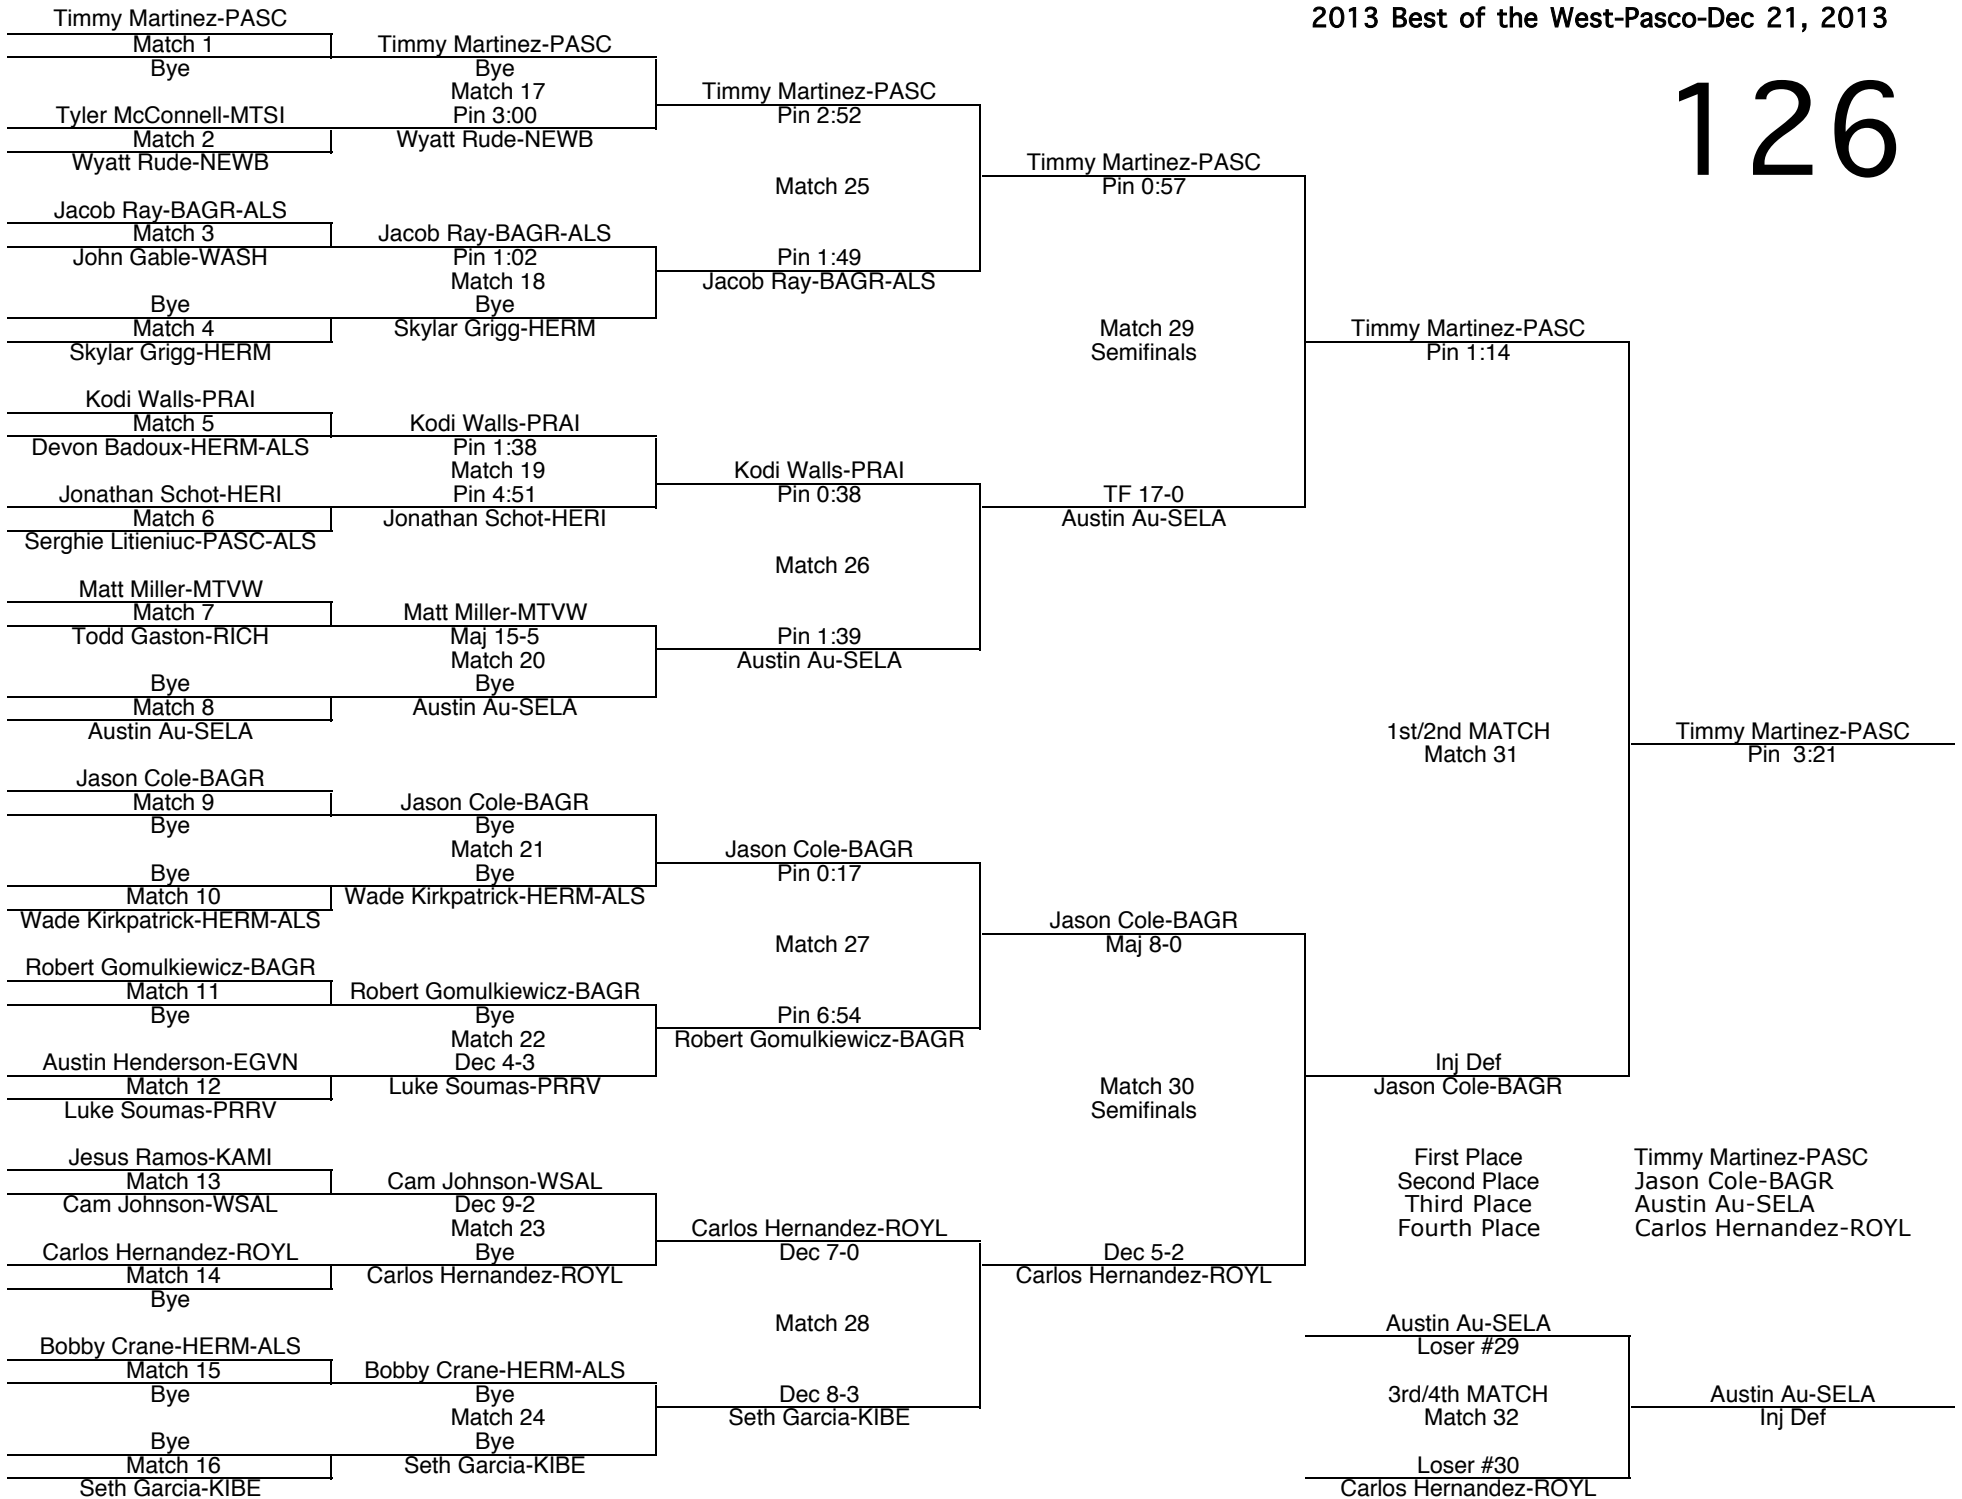 2013 Best of the West-Pasco-Dec 21, 2013
126
Timmy Martinez-PASC
Match 1
Bye
Tyler McConnell-MTSI
Match 2
Wyatt Rude-NEWB
Jacob Ray-BAGR-ALS
Match 3
John Gable-WASH
Bye
Match 4
Skylar Grigg-HERM
Kodi Walls-PRAI
Match 5
Devon Badoux-HERM-ALS
Jonathan Schot-HERI
Match 6
Serghie Litieniuc-PASC-ALS
Matt Miller-MTVW
Match 7
Todd Gaston-RICH
Bye
Match 8
Austin Au-SELA
Jason Cole-BAGR
Match 9
Bye
Bye
Match 10
Wade Kirkpatrick-HERM-ALS
Robert Gomulkiewicz-BAGR
Match 11
Bye
Austin Henderson-EGVN
Match 12
Luke Soumas-PRRV
Jesus Ramos-KAMI
Match 13
Cam Johnson-WSAL
Carlos Hernandez-ROYL
Match 14
Bye
Bobby Crane-HERM-ALS
Match 15
Bye
Bye
Match 16
Seth Garcia-KIBE
Timmy Martinez-PASC
Bye
Match 17
Pin 3:00
Wyatt Rude-NEWB
Jacob Ray-BAGR-ALS
Pin 1:02
Match 18
Bye
Skylar Grigg-HERM
Kodi Walls-PRAI
Pin 1:38
Match 19
Pin 4:51
Jonathan Schot-HERI
Matt Miller-MTVW
Maj 15-5
Match 20
Bye
Austin Au-SELA
Jason Cole-BAGR
Bye
Match 21
Bye
Wade Kirkpatrick-HERM-ALS
Robert Gomulkiewicz-BAGR
Bye
Match 22
Dec 4-3
Luke Soumas-PRRV
Cam Johnson-WSAL
Dec 9-2
Match 23
Bye
Carlos Hernandez-ROYL
Bobby Crane-HERM-ALS
Bye
Match 24
Bye
Seth Garcia-KIBE
Timmy Martinez-PASC
Pin 2:52
Match 25
Pin 1:49
Jacob Ray-BAGR-ALS
Kodi Walls-PRAI
Pin 0:38
Match 26
Pin 1:39
Austin Au-SELA
Jason Cole-BAGR
Pin 0:17
Match 27
Pin 6:54
Robert Gomulkiewicz-BAGR
Carlos Hernandez-ROYL
Dec 7-0
Match 28
Dec 8-3
Seth Garcia-KIBE
Timmy Martinez-PASC
Pin 0:57
Match 29
Semifinals
TF 17-0
Austin Au-SELA
Jason Cole-BAGR
Maj 8-0
Match 30
Semifinals
Dec 5-2
Carlos Hernandez-ROYL
Timmy Martinez-PASC
Pin 1:14
1st/2nd MATCH
Match 31
Inj Def
Jason Cole-BAGR
Timmy Martinez-PASC
Pin 3:21
First Place Timmy Martinez-PASC
Second Place Jason Cole-BAGR
Third Place Austin Au-SELA
Fourth Place Carlos Hernandez-ROYL
Austin Au-SELA
Loser #29
3rd/4th MATCH
Match 32
Loser #30
Carlos Hernandez-ROYL
Austin Au-SELA
Inj Def